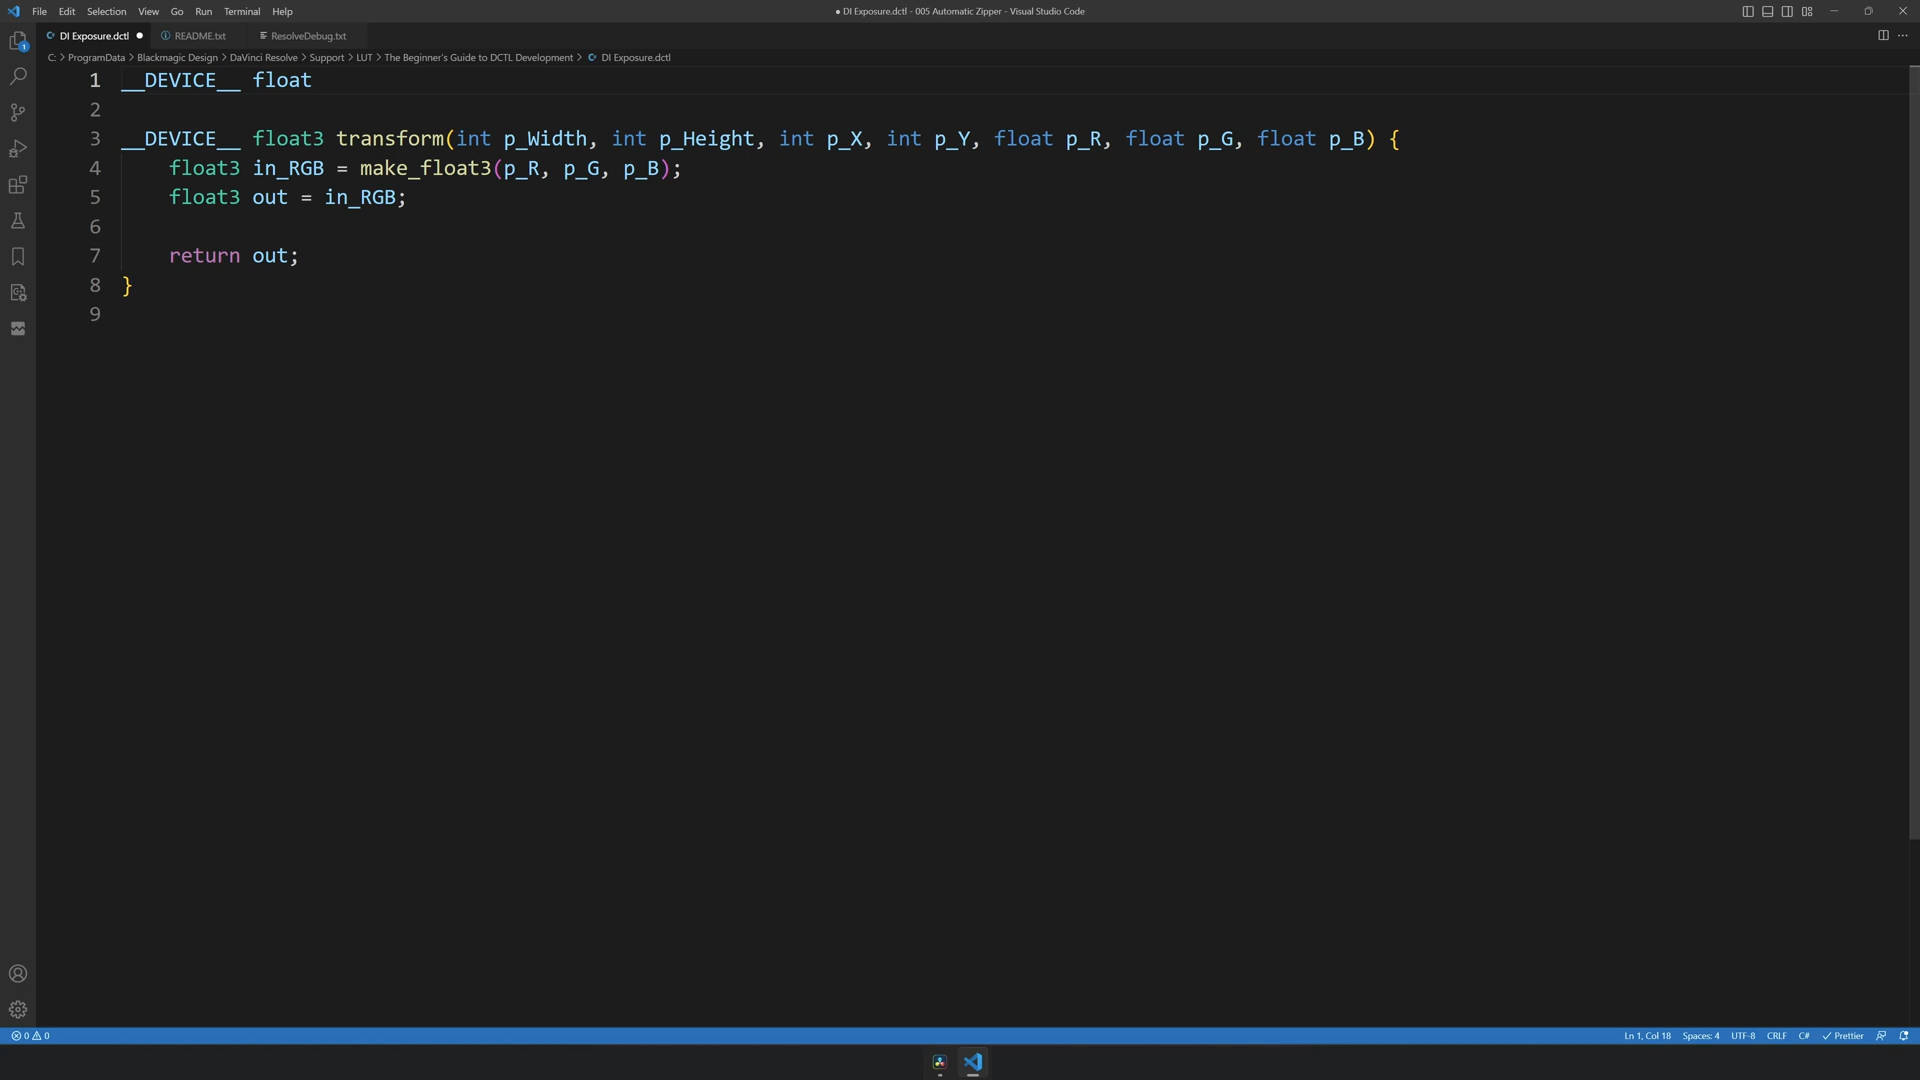 File Edit Selection View Go Run Terminal Help
● DI Exposure.dctl - 005 Automatic Zipper - Visual Studio Code
DI Exposure.dctl ● README.txt ResolveDebug.txt
C: > ProgramData > Blackmagic Design > DaVinci Resolve > Support > LUT > The Beginner's Guide to DCTL Development > DI Exposure.dctl
1 __DEVICE__ float
2
3 __DEVICE__ float3 transform(int p_Width, int p_Height, int p_X, int p_Y, float p_R, float p_G, float p_B) {
4 float3 in_RGB = make_float3(p_R, p_G, p_B);
5 float3 out = in_RGB;
6
7 return out;
8 }
9
1
0 0 Ln 1, Col 18 Spaces: 4 UTF-8 CRLF C# Prettier